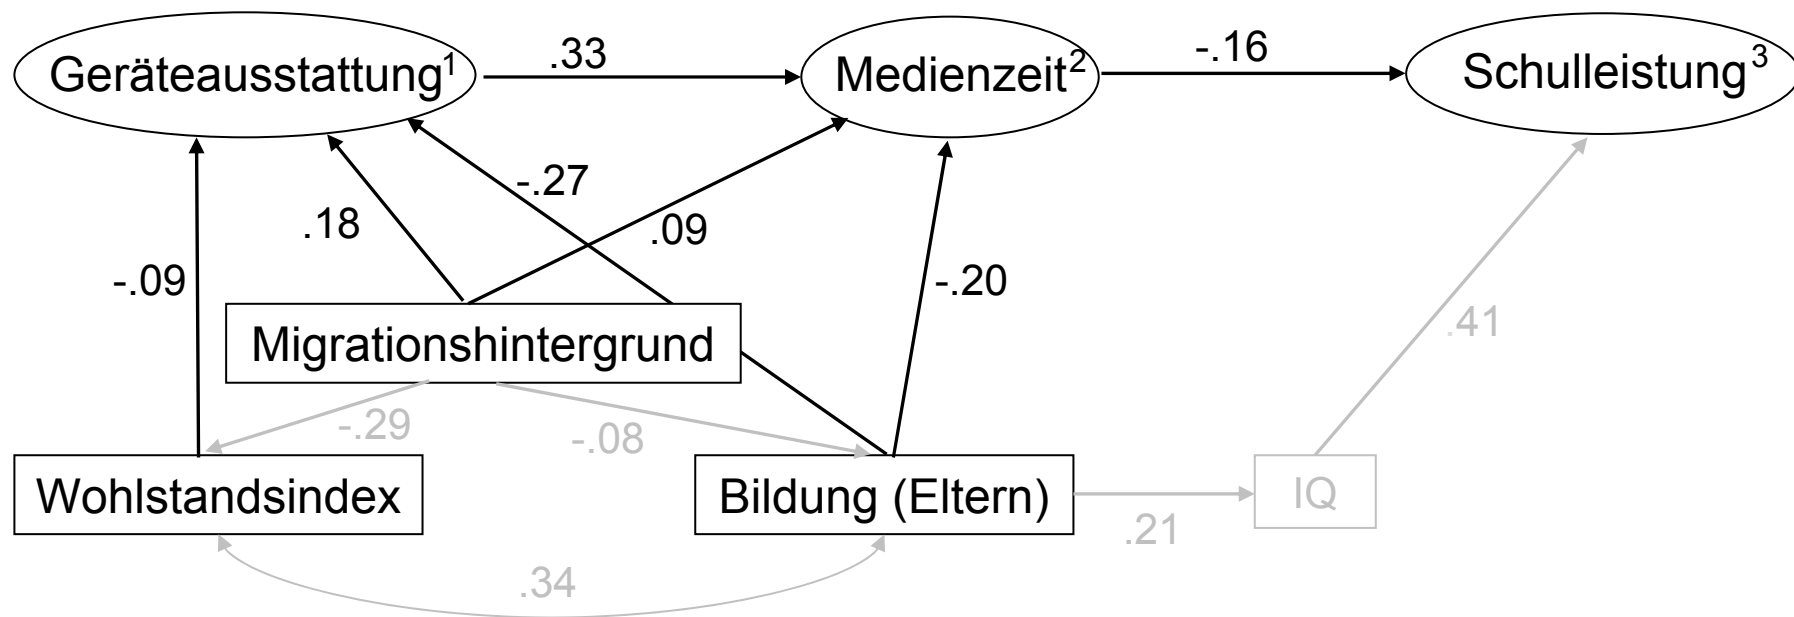 Geräteausstattung¹
.33
Medienzeit²
-.16
Schulleistung³
-.27
.18
.09
-.09
-.20
.41
Migrationshintergrund
-.29
-.08
Wohlstandsindex
Bildung (Eltern)
.21
IQ
.34